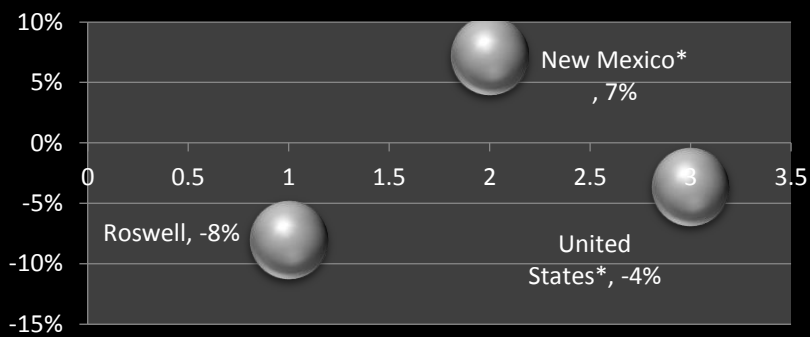 10%
New Mexico*
, 7%
5%
0%
0 0.5 1 1.5 2 2.5 3 3.5
-5%
Roswell, -8%
United
States*, -4%
-10%
-15%